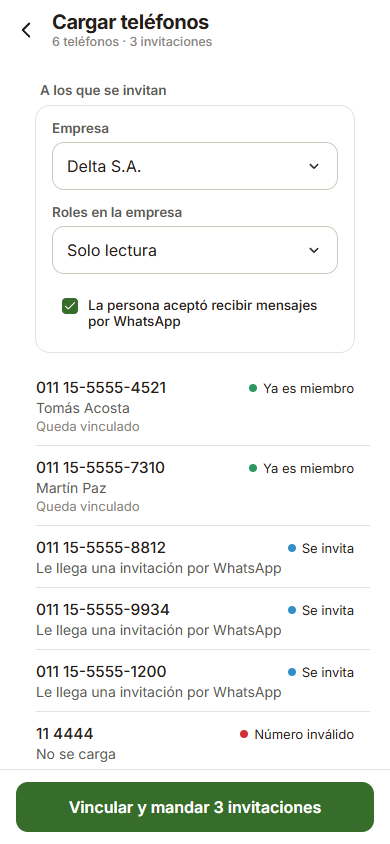 Cargar teléfonos
6 teléfonos · 3 invitaciones
A los que se invitan
Empresa
Delta S.A.
Roles en la empresa
Solo lectura
La persona aceptó recibir mensajes
por WhatsApp
011 15-5555-4521
Ya es miembro
Tomás Acosta
Queda vinculado
011 15-5555-7310
Ya es miembro
Martín Paz
Queda vinculado
011 15-5555-8812
Se invita
Le llega una invitación por WhatsApp
011 15-5555-9934
Se invita
Le llega una invitación por WhatsApp
011 15-5555-1200
Se invita
Le llega una invitación por WhatsApp
11 4444
Número inválido
No se carga
Vincular y mandar 3 invitaciones